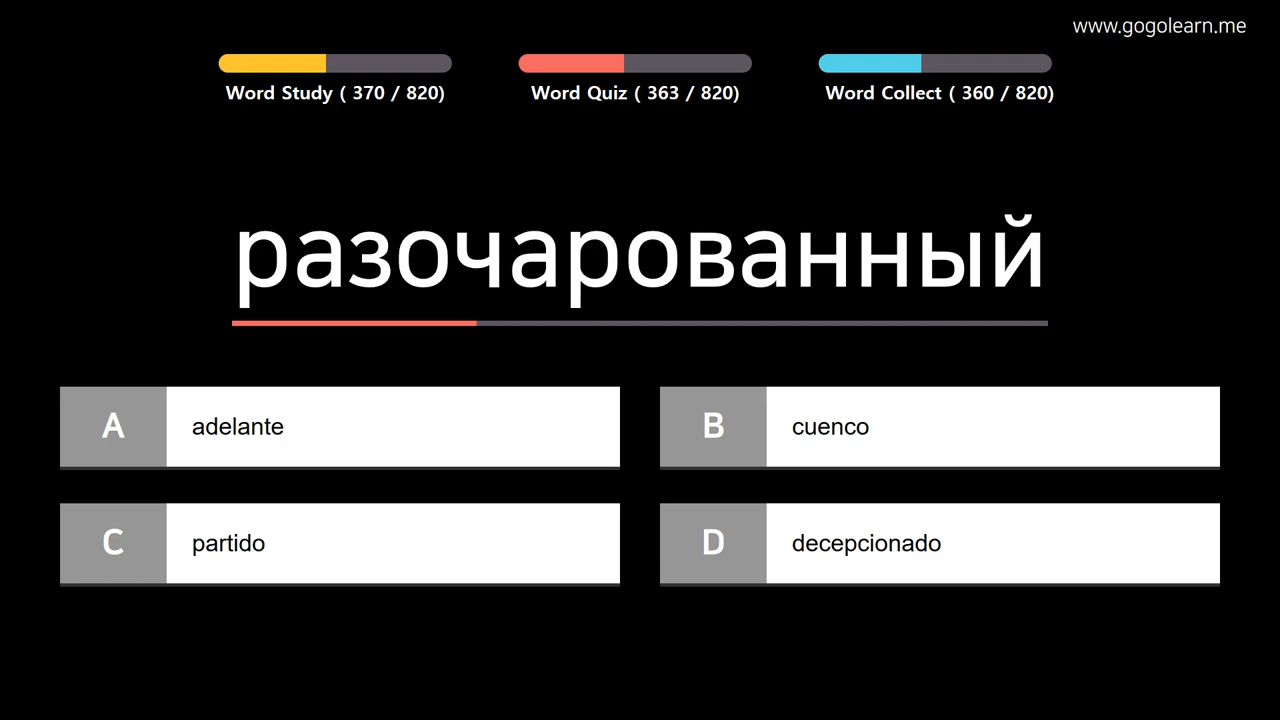 www.gogolearn.me
Word Study ( 370 / 820)
Word Quiz ( 363 / 820)
Word Collect ( 360 / 820)
разочарованный
A adelante
B cuenco
C partido
D decepcionado